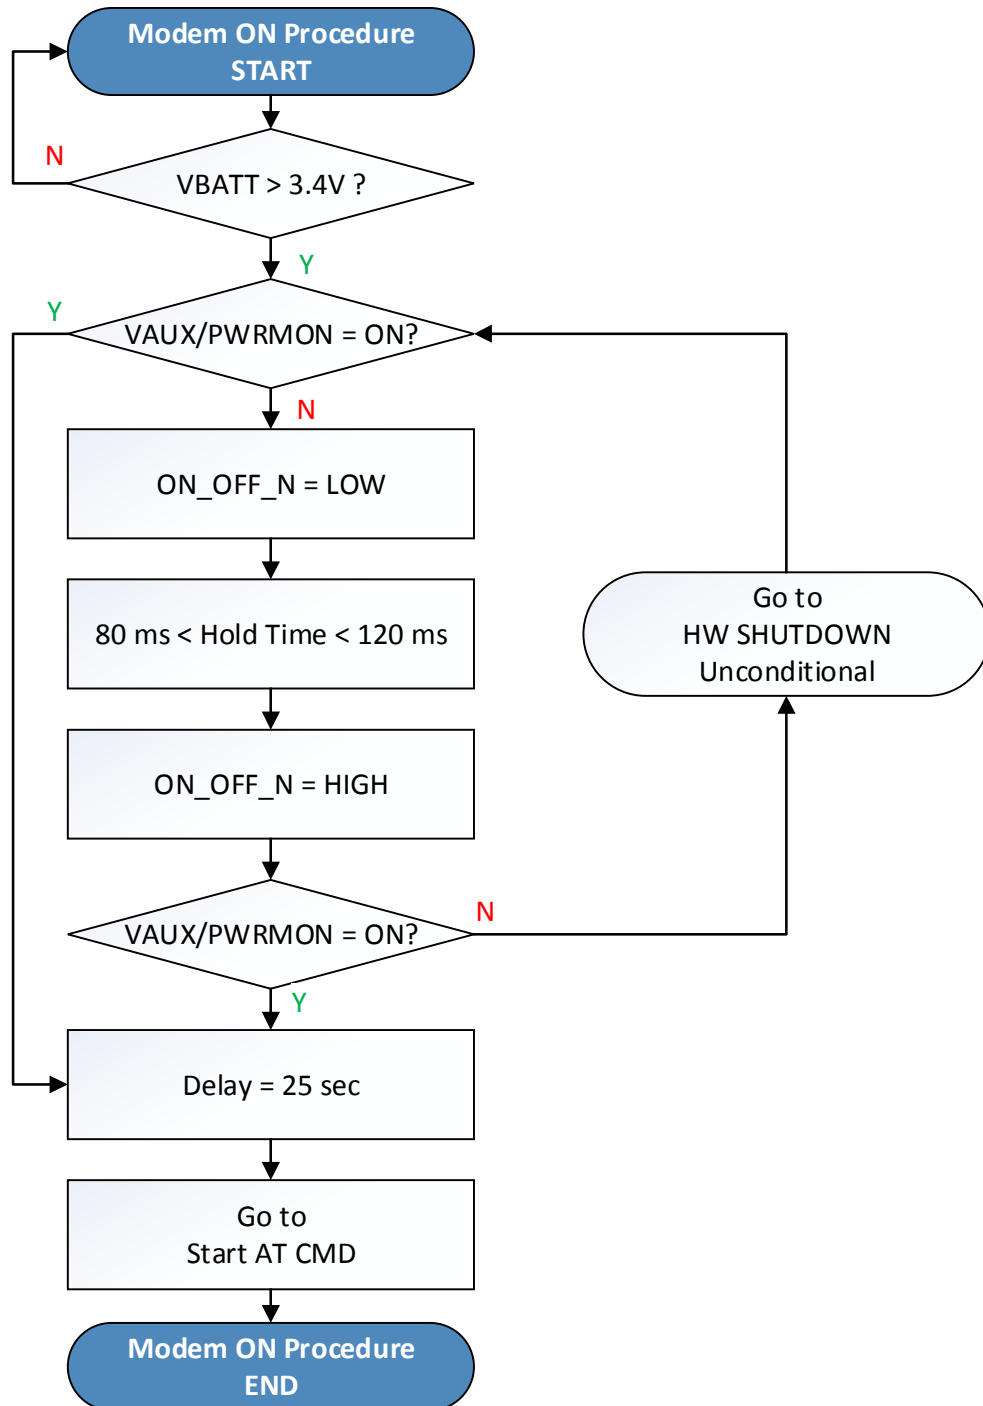 Modem ON Procedure
START
N
VBATT > 3.4V ?
Y
Y
VAUX/PWRMON = ON?
N
ON_OFF_N = LOW
80 ms < Hold Time < 120 ms
Go to
HW SHUTDOWN
Unconditional
ON_OFF_N = HIGH
VAUX/PWRMON = ON?
N
Y
Delay = 25 sec
Go to
Start AT CMD
Modem ON Procedure
END